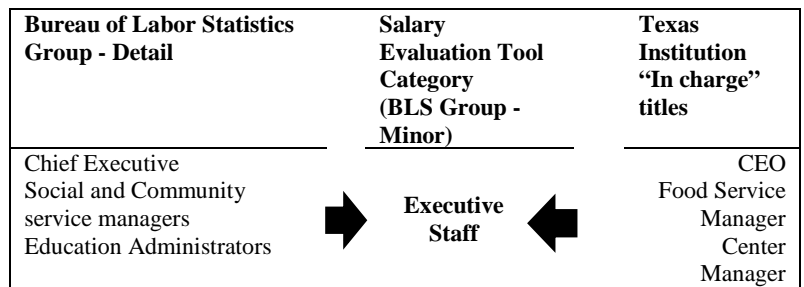 Bureau of Labor Statistics
Group - Detail
Salary
Evaluation Tool
Category
(BLS Group -
Minor)
Texas
Institution
“In charge”
titles
Chief Executive
Social and Community
service managers
Education Administrators
Executive
Staff
CEO
Food Service
Manager
Center
Manager